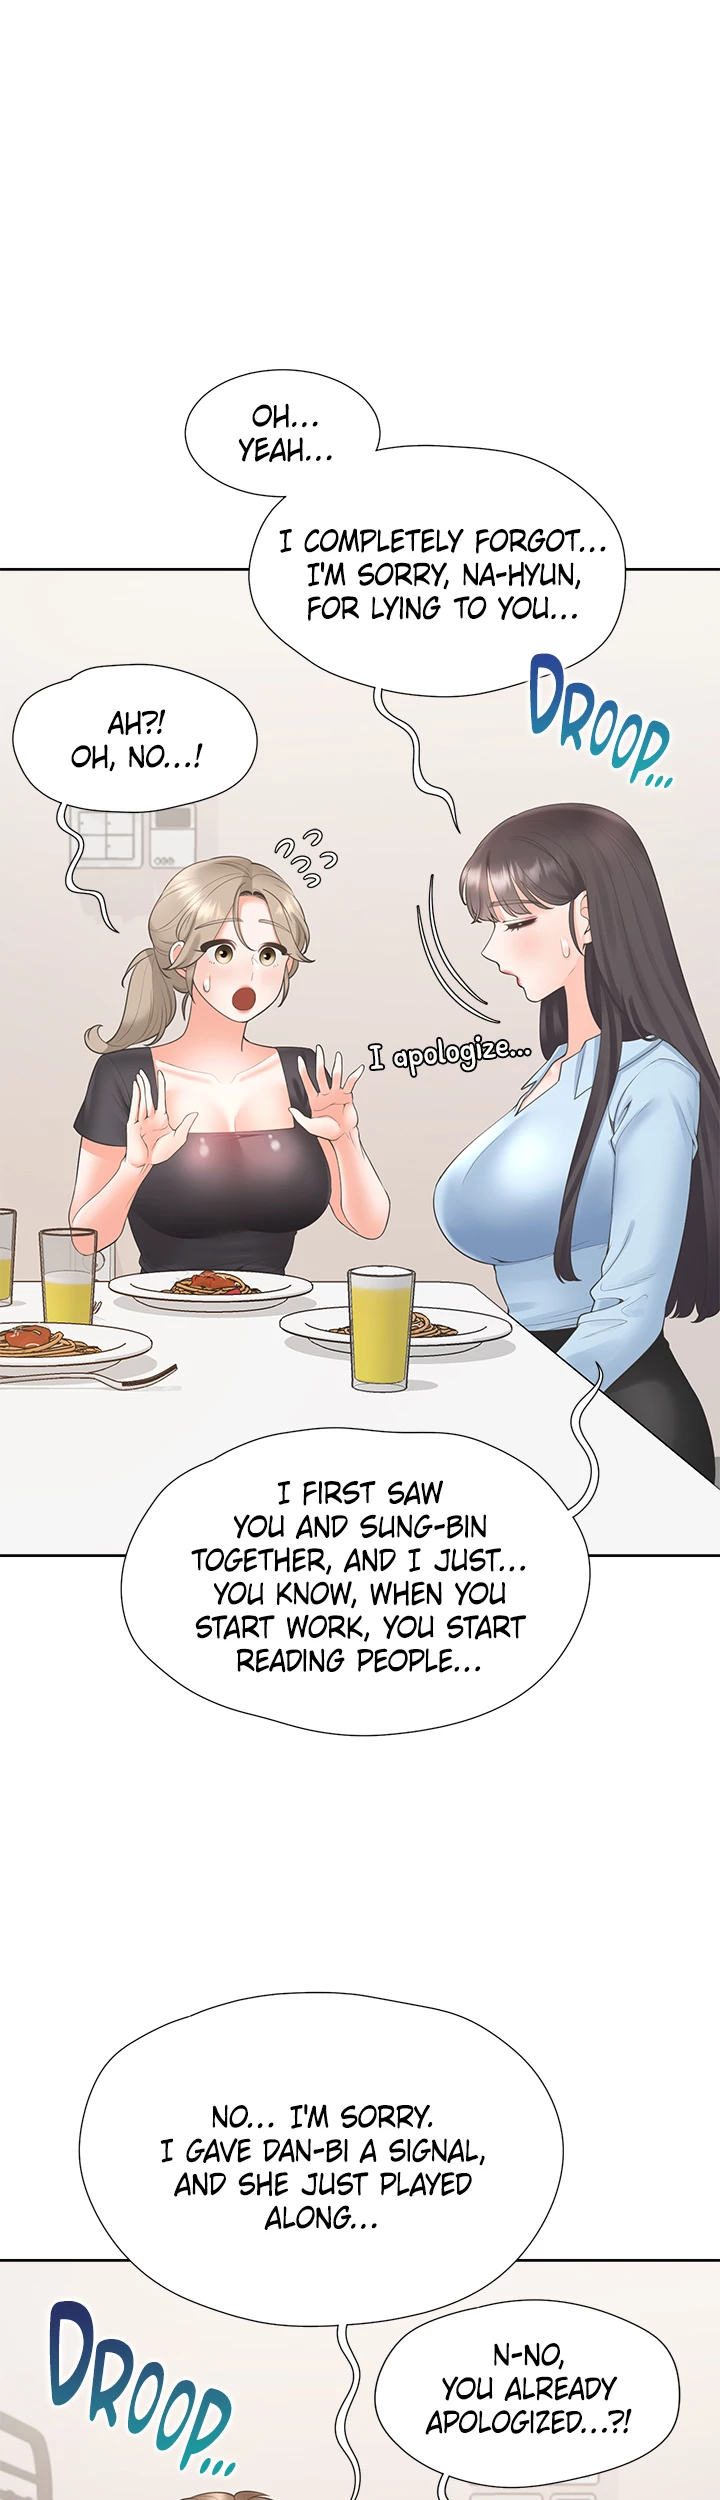 OH...
YEAH...
I COMPLETELY FORGOT...
I'M SORRY, NA-HYUN,
FOR LYING TO YOU...
DROOP...
AH?!
OH, NO...!
I apologize...
I FIRST SAW
YOU AND SUNG-BIN
TOGETHER, AND I JUST...
YOU KNOW, WHEN YOU
START WORK, YOU START
READING PEOPLE...
NO... I'M SORRY.
I GAVE DAN-BI A SIGNAL,
AND SHE JUST PLAYED
ALONG...
DROOP...
N-NO,
YOU ALREADY
APOLOGIZED...?!